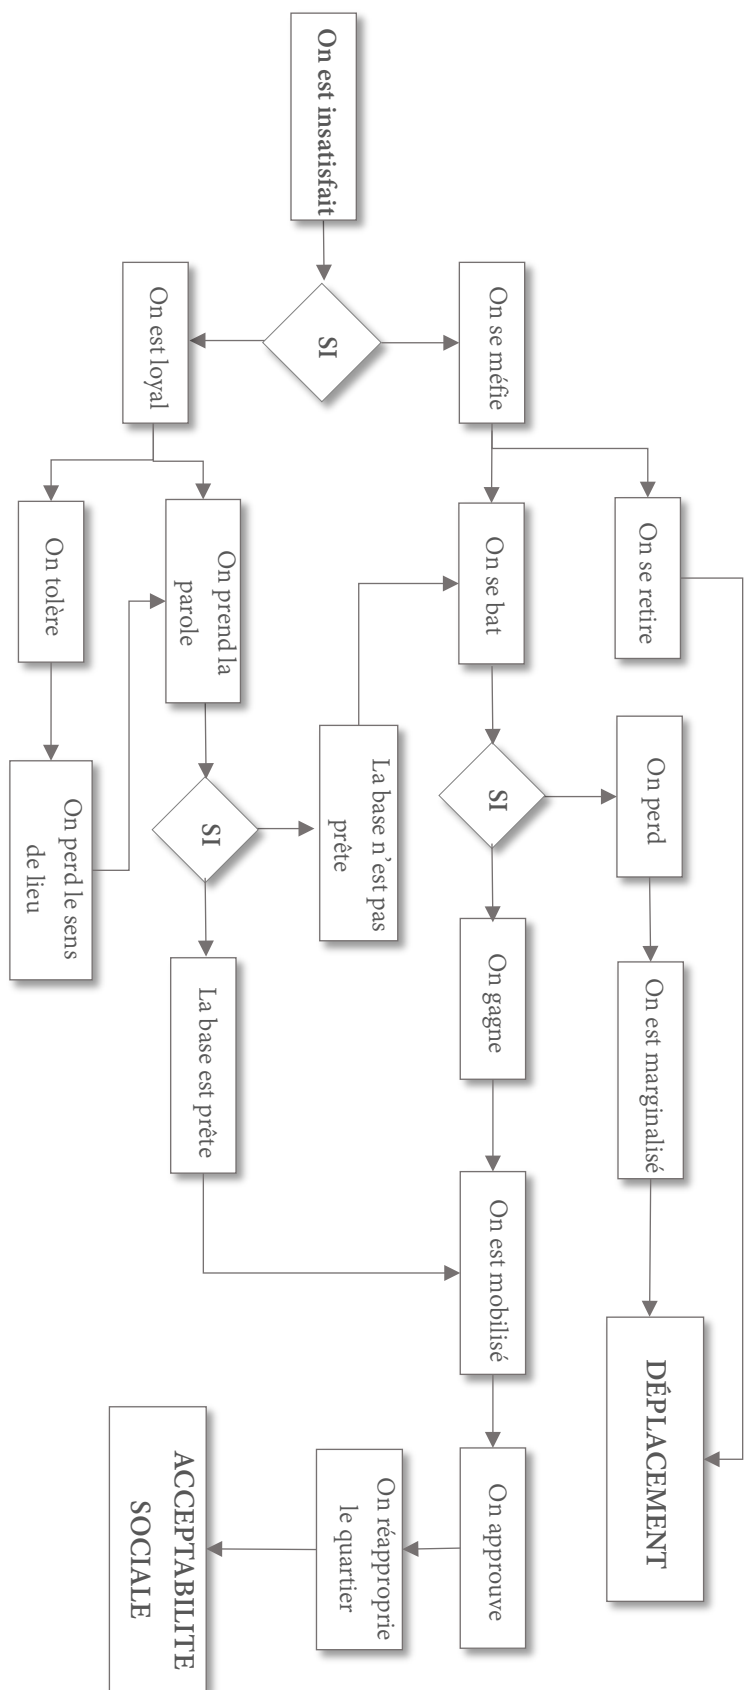 On est insatisfait
SI
On se méfie
On est loyal
On se retire
On se bat
On prend la
parole
On tolère
On perd
SI
La base n'est pas
prête
SI
On perd le sens
de lieu
On est marginalisé
On gagne
La base est prête
On est mobilisé
DÉPLACEMENT
On approuve
On réapproprie
le quartier
ACCEPTABILITE
SOCIALE